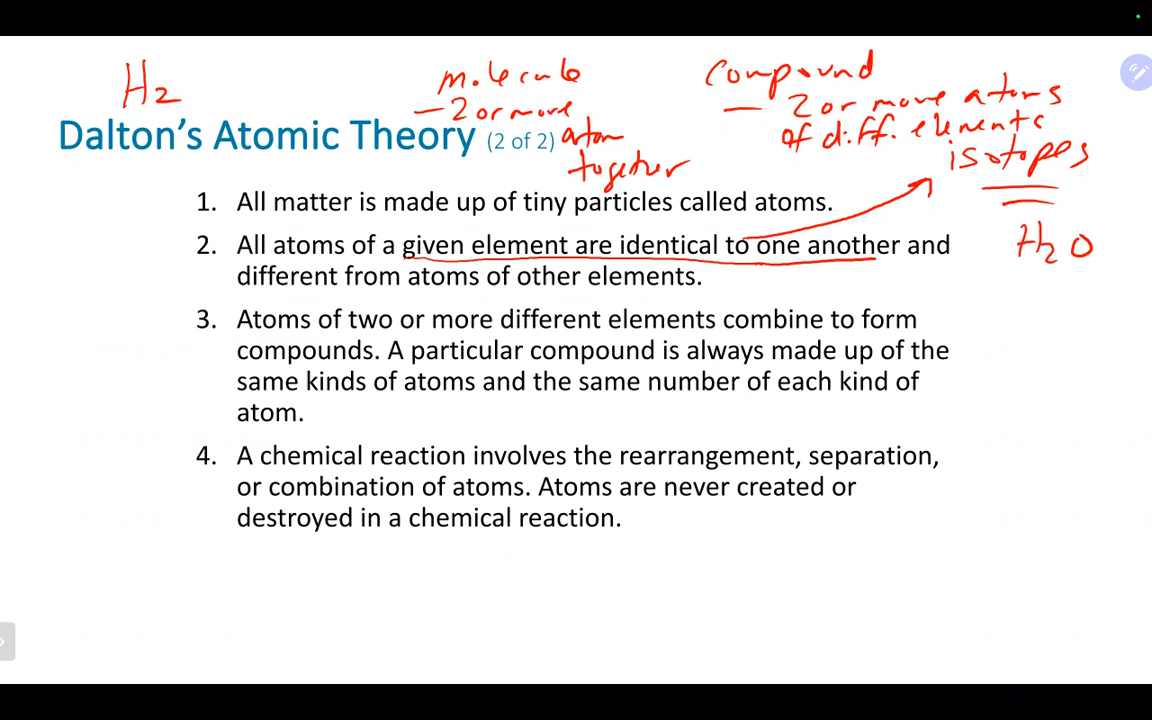 H2
molecule
– 2 or more
atom
together
compound
– 2 or more atoms
of diff. elements
isotopes
H2O
Dalton’s Atomic Theory (2 of 2)
1. All matter is made up of tiny particles called atoms.
2. All atoms of a given element are identical to one another and
different from atoms of other elements.
3. Atoms of two or more different elements combine to form
compounds. A particular compound is always made up of the
same kinds of atoms and the same number of each kind of
atom.
4. A chemical reaction involves the rearrangement, separation,
or combination of atoms. Atoms are never created or
destroyed in a chemical reaction.